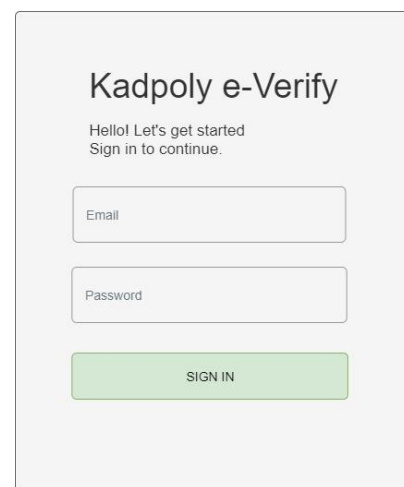 Kadpoly e-Verify
Hello! Let's get started
Sign in to continue.
Email
Password
SIGN IN